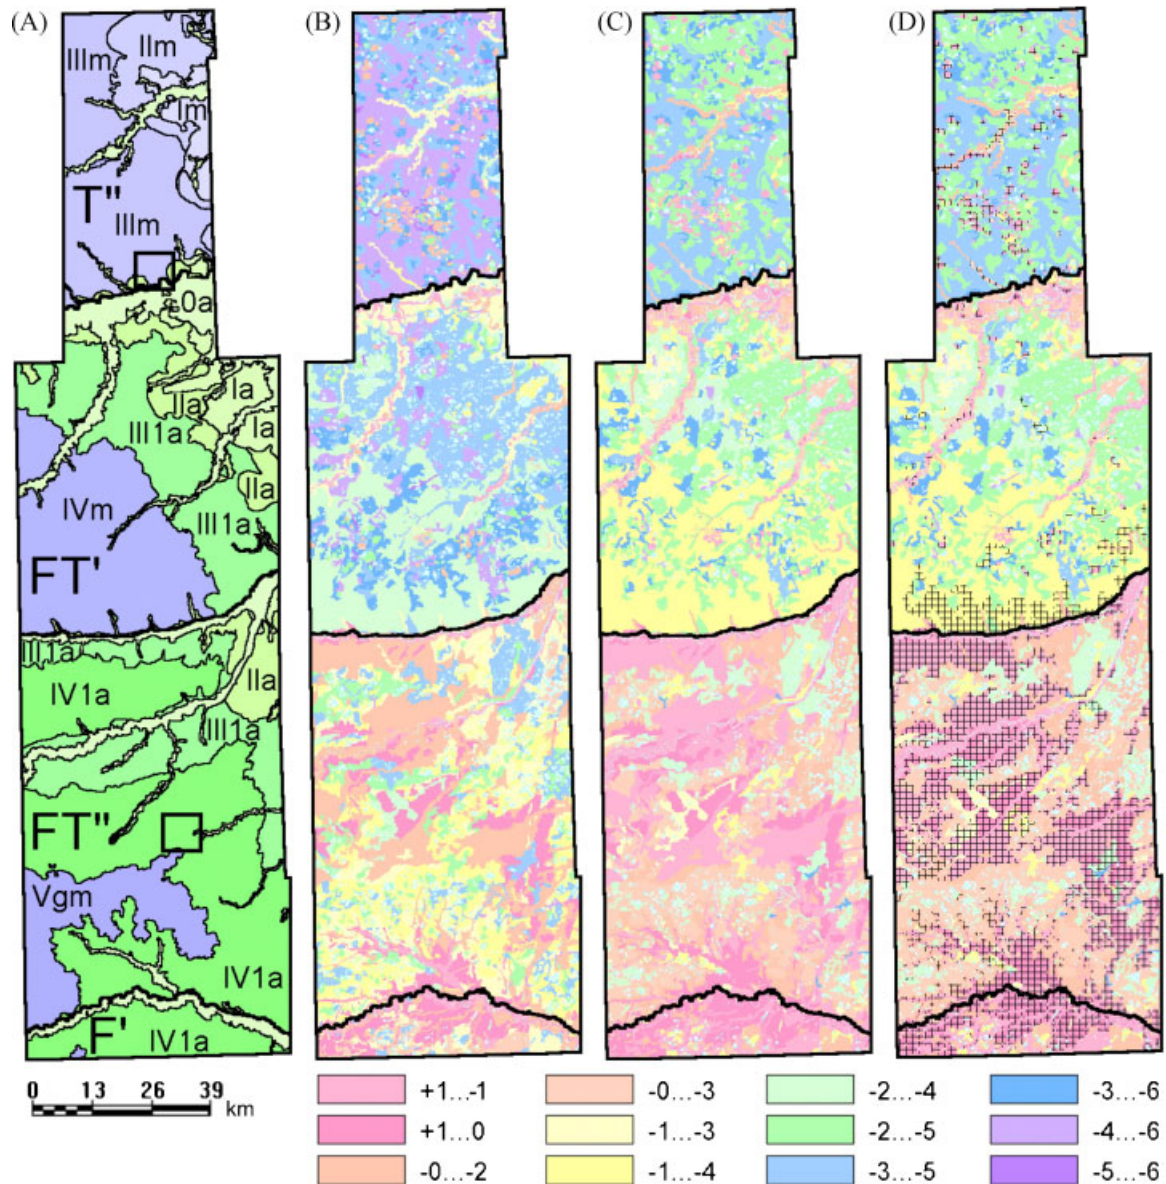 (A)
(B)
(C)
(D)
IIIm
IIm
Im
T"
IIIm
0a
Ia
IIa
Ia
III1a
IIa
IVm
III1a
FT'
III1a
IV1a
IIa
III1a
FT"
Vgm
IV1a
F'
IV1a
0 13 26 39 km
+1...-1
-0...-3
-2...-4
-3...-6
+1...0
-1...-3
-2...-5
-4...-6
-0...-2
-1...-4
-3...-5
-5...-6